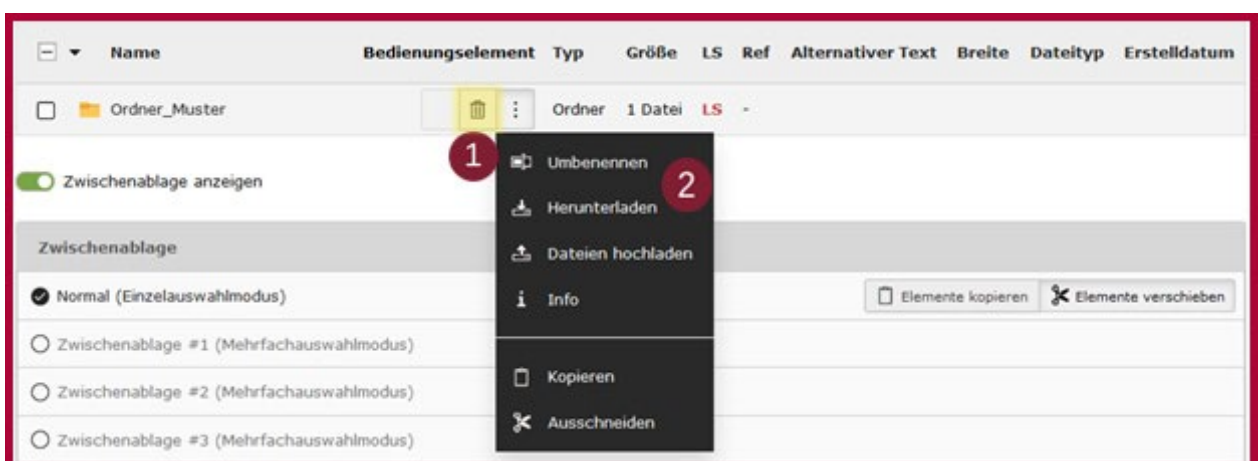 Name Bedienungselement Typ Größe LS Ref Alternativer Text Breite Dateityp Erstelldatum
Ordner_Muster Ordner 1 Datei LS -
1
Umbenennen
2
Zwischenablage anzeigen
Herunterladen
Zwischenablage
Dateien hochladen
Normal (Einzelauswahlmodus)
Info
Elemente kopieren Elemente verschieben
Zwischenablage #1 (Mehrfachauswahlmodus)
Zwischenablage #2 (Mehrfachauswahlmodus)
Kopieren
Ausschneiden
Zwischenablage #3 (Mehrfachauswahlmodus)